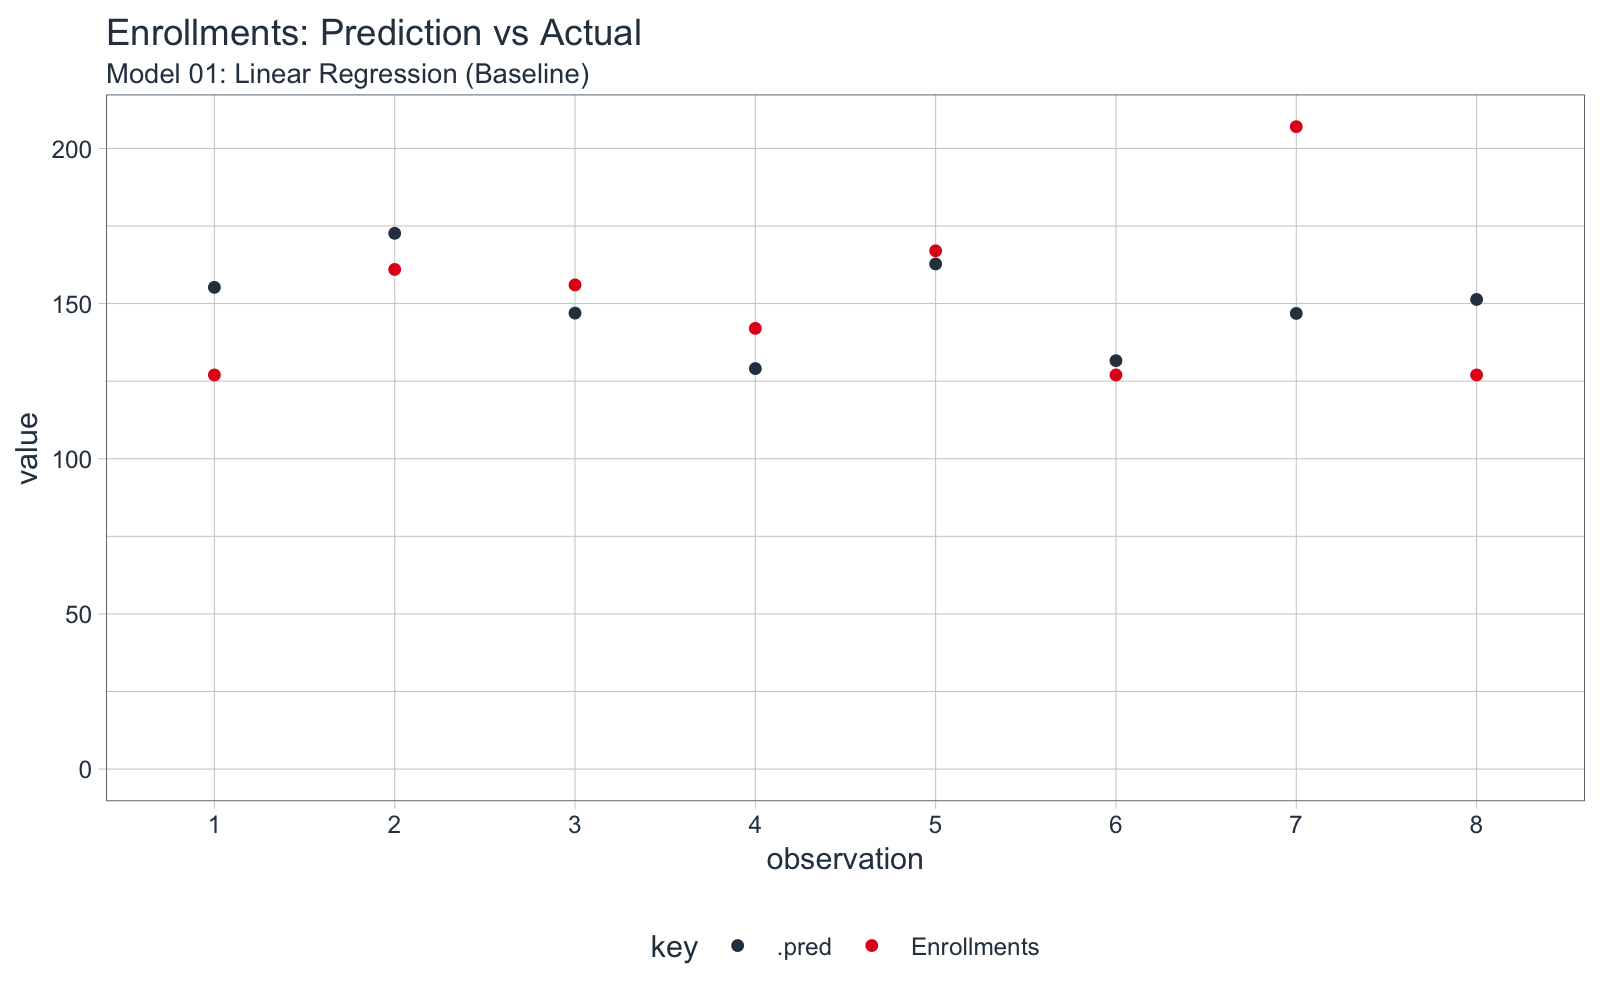 Enrollments: Prediction vs Actual
Model 01: Linear Regression (Baseline)
200
150
100
50
0
value
1 2 3 4 5 6 7 8
observation
key .pred Enrollments